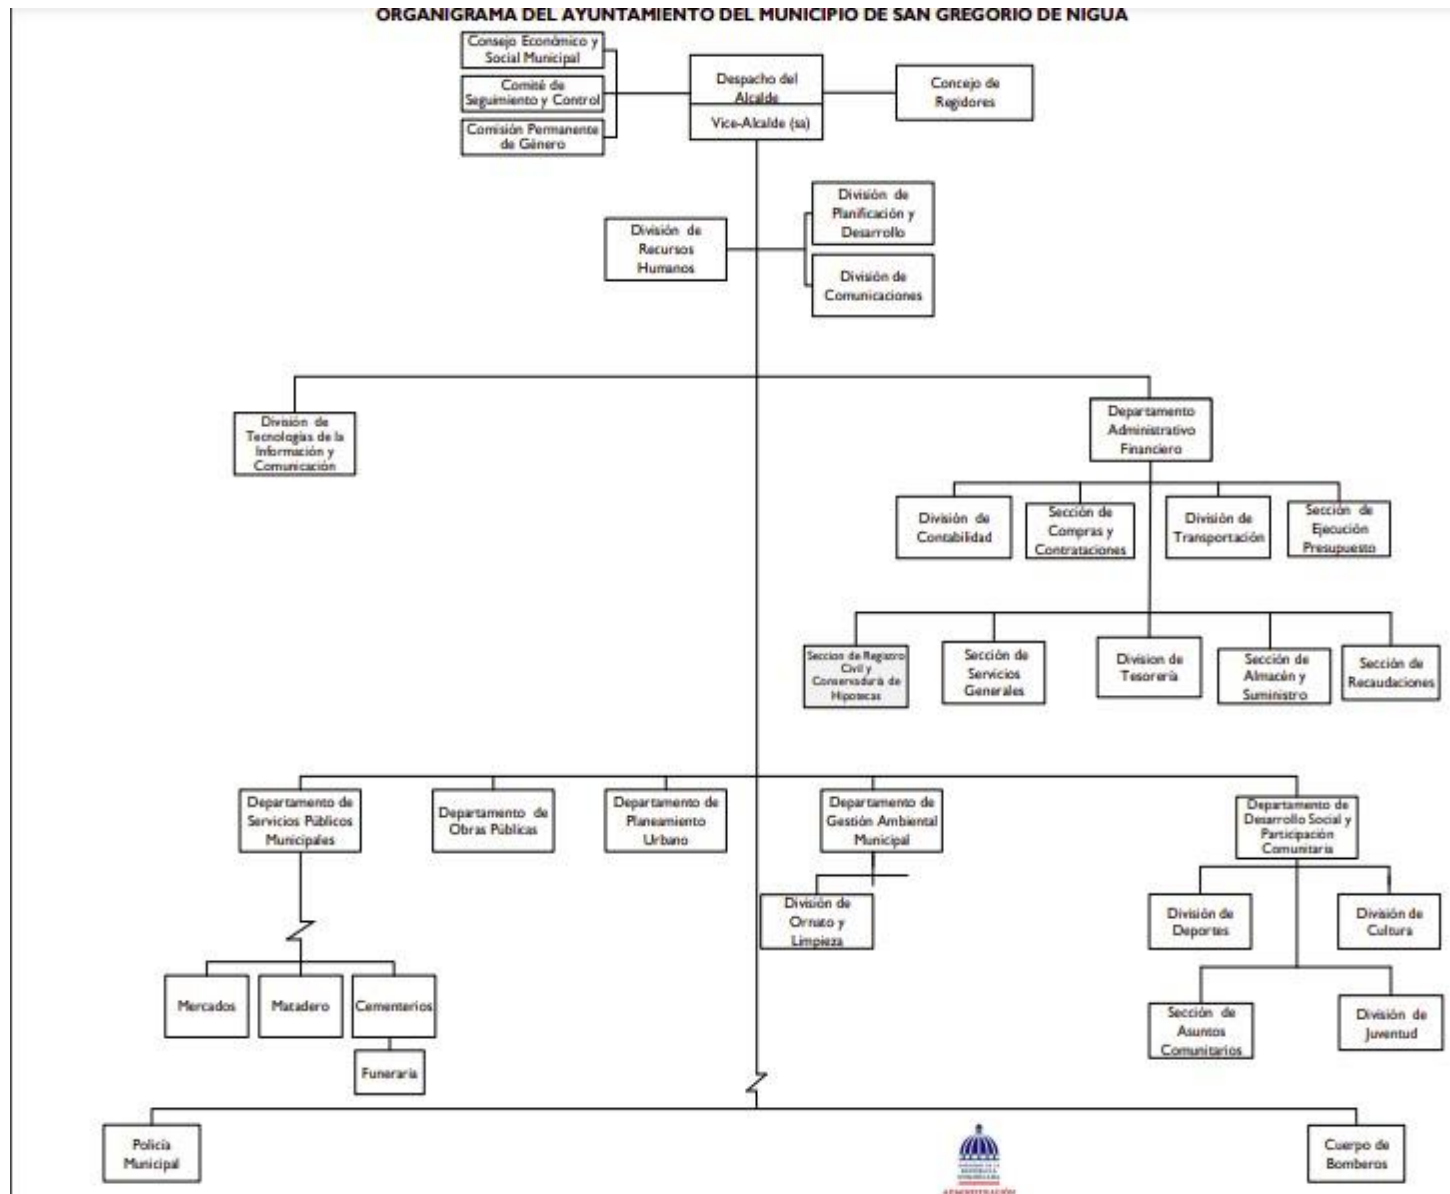 ORGANIGRAMA DEL AYUNTAMIENTO DEL MUNICIPIO DE SAN GREGORIO DE NIGUA
Consejo Económico y
Social Municipal
Comité de
Seguimiento y Control
Comisión Permanente
de Género
Despacho del
Alcalde
Vice-Alcalde (sa)
Concejo de
Regidores
División de
Recursos
Humanos
División de
Planificación y
Desarrollo
División de
Comunicaciones
División de
Tecnologías de la
Información y
Comunicación
Departamento
Administrativo
Financiero
División de
Contabilidad
Sección de
Compras y
Contrataciones
División de
Transportación
Sección de
Ejecución
Presupuesto
Seccion de Registro
Civil y
Conservaduría de
Hipotecas
Sección de
Servicios
Generales
Division de
Tesorería
Sección de
Almacén y
Suministro
Sección de
Recaudaciones
Departamento de
Servicios Públicos
Municipales
Departamento de
Obras Públicas
Departamento de
Planeamiento
Urbano
Departamento de
Gestión Ambiental
Municipal
Departamento de
Desarrollo Social y
Participación
Comunitaria
División de
Ornato y
Limpieza
División de
Deportes
División de
Cultura
Mercados
Matadero
Cementerios
Funeraria
Sección de
Asuntos
Comunitarios
División de
Juventud
Policía
Municipal
Cuerpo de
Bomberos
GOBIERNO DE LA
REPÚBLICA
DOMINICANA
ADMINISTRACIÓN